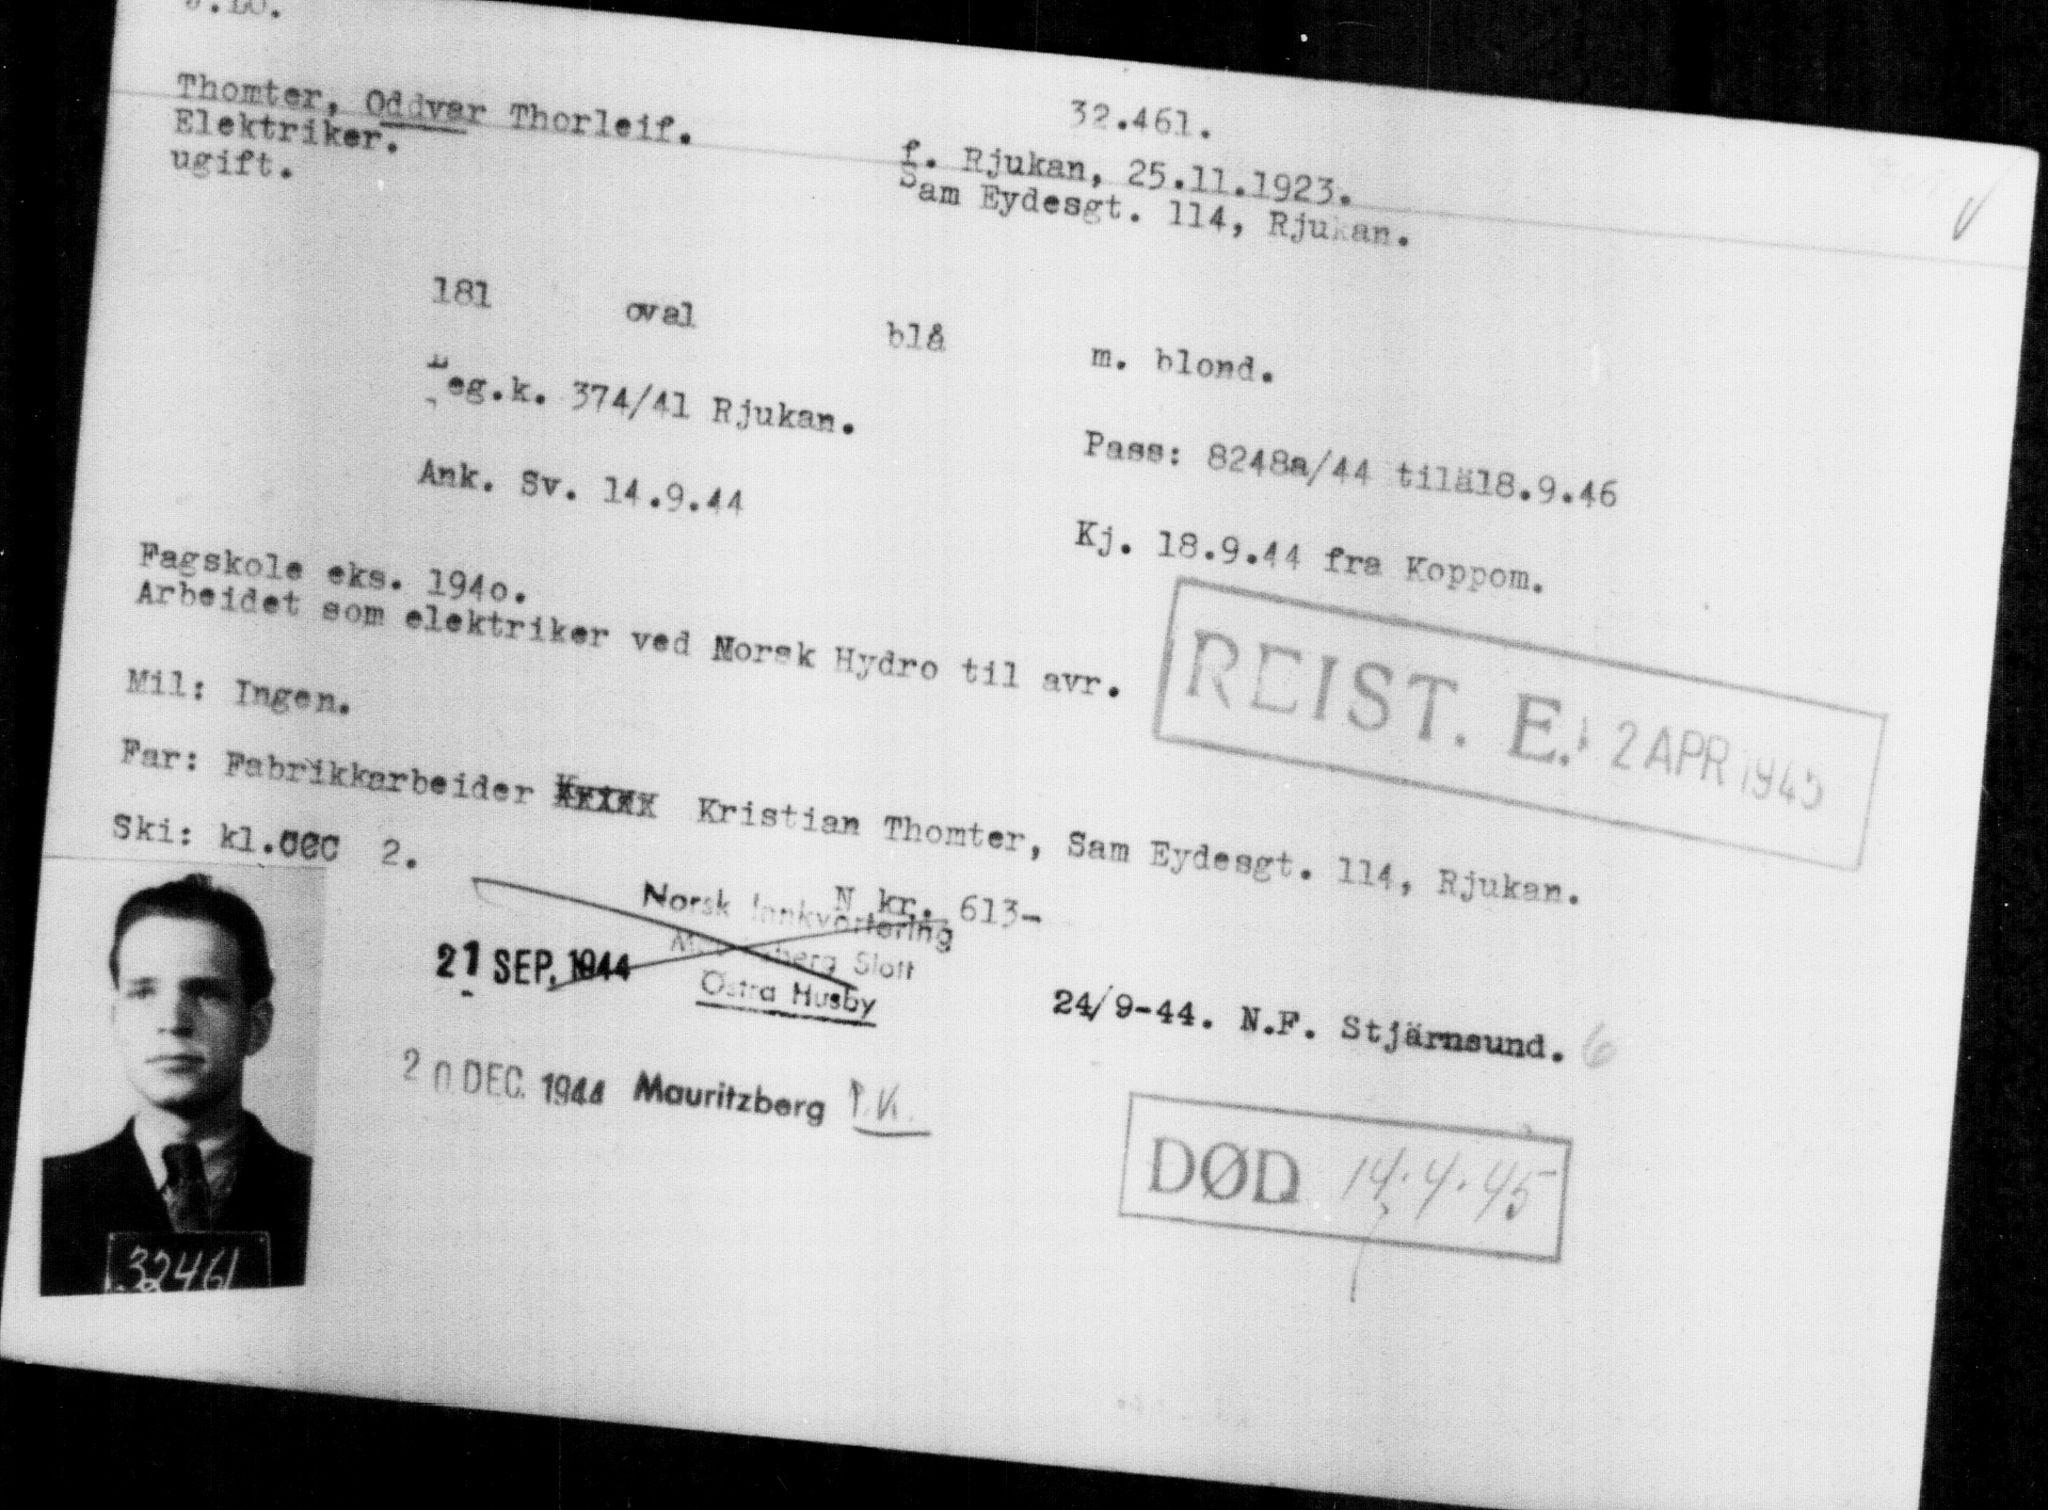 32.461.
Thomter, Oddvar Thorleif.
Elektriker.
ugift.
f. Rjukan, 25.11.1923.
Sam Eydesgt. 114, Rjukan.
181 oval blå m. blond.
Leg.k. 374/41 Rjukan.
Pass: 8248a/44 tilä18.9.46
Ank. Sv. 14.9.44
Kj. 18.9.44 fra Koppom.
Fagskole eks. 194o.
Arbeidet som elektriker ved Norsk Hydro til avr.
REIST. E. 2 APR 1945
Mil: Ingen.
Far: Fabrikkarbeider Kristian Thomter, Sam Eydesgt. 114, Rjukan.
Ski: kl. 2.
N kr. 613-
Norsk Innkvartering
Slott
Östra Husby
21 SEP. 1944
24/9-44. N.F. Stjärnsund. 6
20 DEC. 1944 Mauritzberg P.K.
DØD 14.4.45
32461